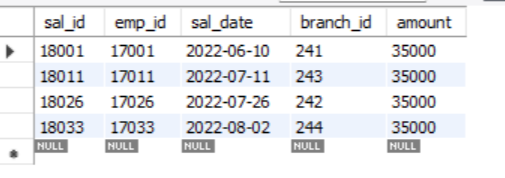 sal_id emp_id sal_date branch_id amount
18001 17001 2022-06-10 241 35000
18011 17011 2022-07-11 243 35000
18026 17026 2022-07-26 242 35000
18033 17033 2022-08-02 244 35000
NULL NULL NULL NULL NULL